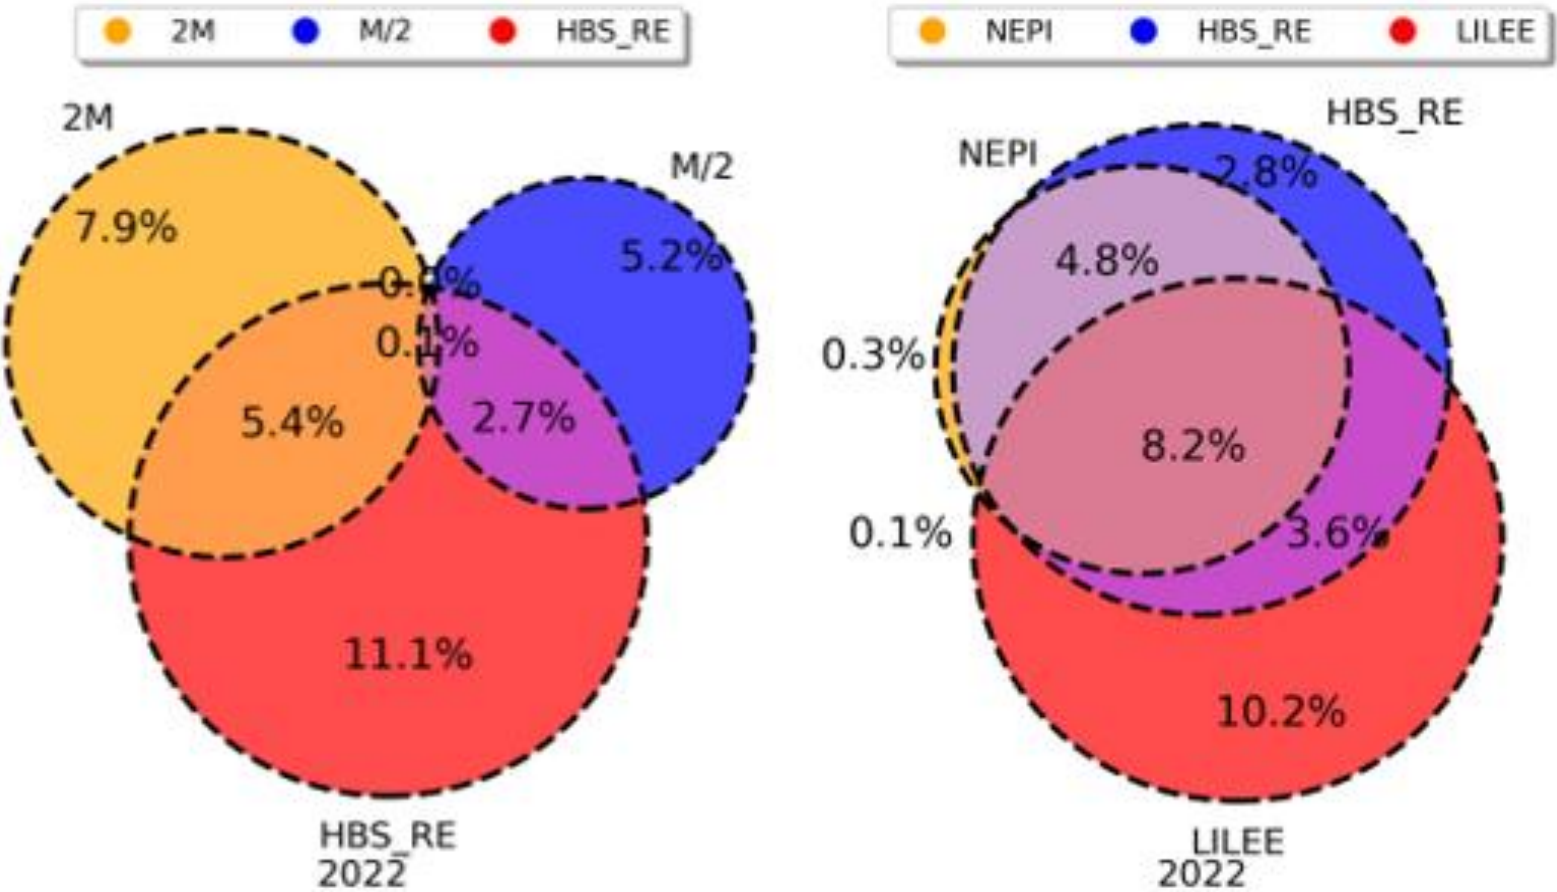 2M M/2 HBS_RE
2M
M/2
7.9%
5.2%
0.1%
5.4%
2.7%
11.1%
HBS_RE
2022
NEPI HBS_RE LILEE
HBS_RE
NEPI
2.8%
4.8%
0.3%
8.2%
0.1%
3.6%
10.2%
LILEE
2022